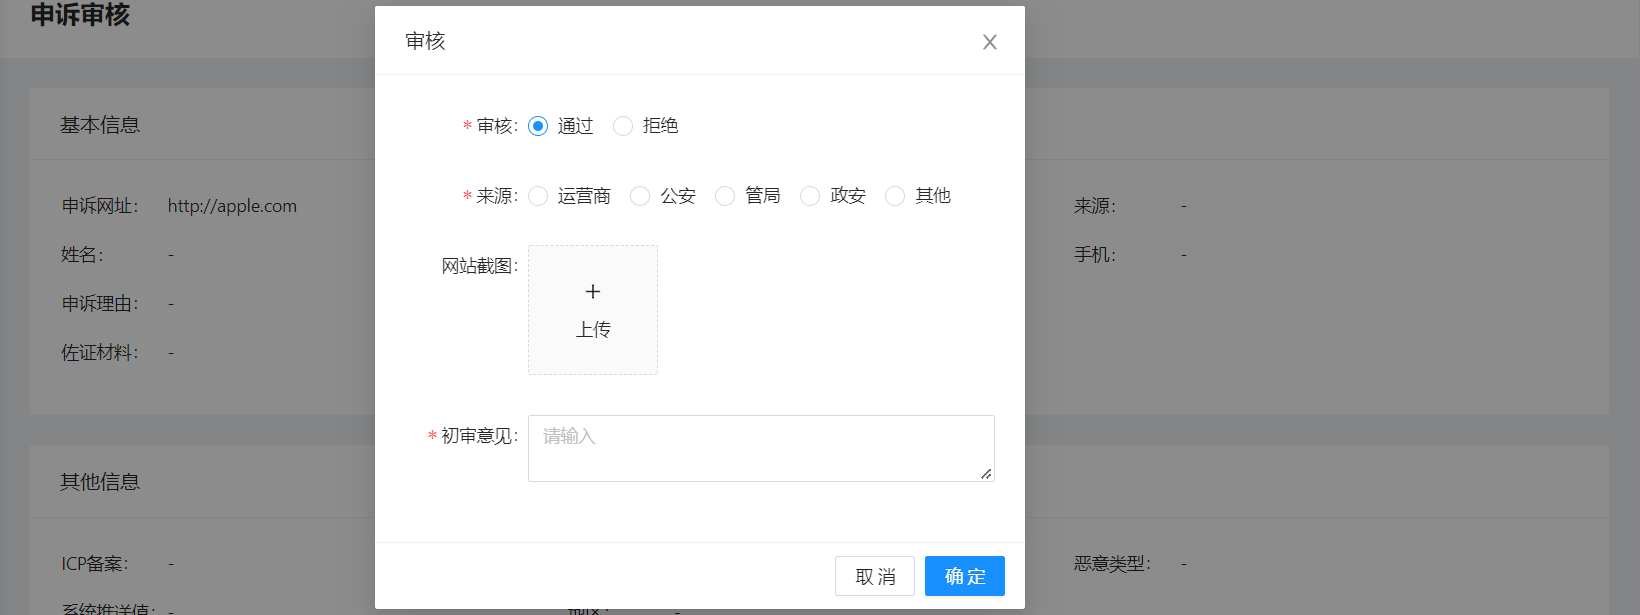 申诉审核
审核
基本信息
* 审核： 通过 拒绝
申诉网址： http://apple.com
* 来源： 运营商 公安 管局 政安 其他
来源： -
姓名： -
网站截图：
手机： -
+
上传
申诉理由： -
佐证材料： -
* 初审意见： 请输入
其他信息
ICP备案： -
恶意类型： -
取消 确定
系统推送值： -
地区： -